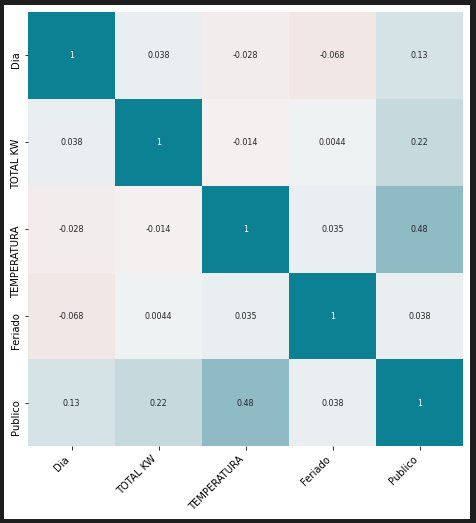 Dia 1 0.038 -0.028 -0.068 0.13
TOTAL KW 0.038 1 -0.014 0.0044 0.22
TEMPERATURA -0.028 -0.014 1 0.035 0.48
Feriado -0.068 0.0044 0.035 1 0.038
Publico 0.13 0.22 0.48 0.038 1
Dia TOTAL KW TEMPERATURA Feriado Publico